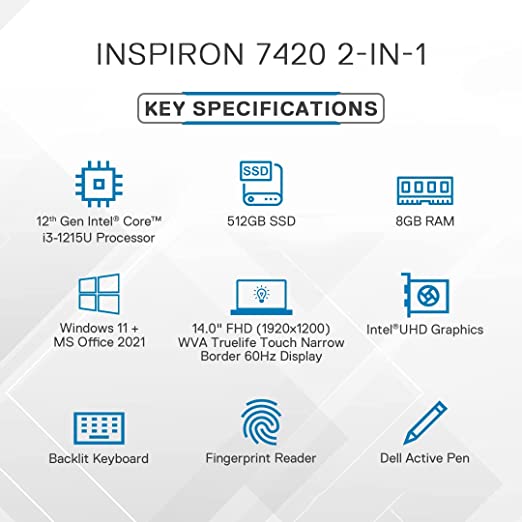 INSPIRON 7420 2-IN-1
KEY SPECIFICATIONS
SSD
12th Gen Intel® Core™
i3-1215U Processor
512GB SSD
8GB RAM
Windows 11 +
MS Office 2021
14.0" FHD (1920x1200)
WVA Truelife Touch Narrow
Border 60Hz Display
Intel®UHD Graphics
Backlit Keyboard
Fingerprint Reader
Dell Active Pen